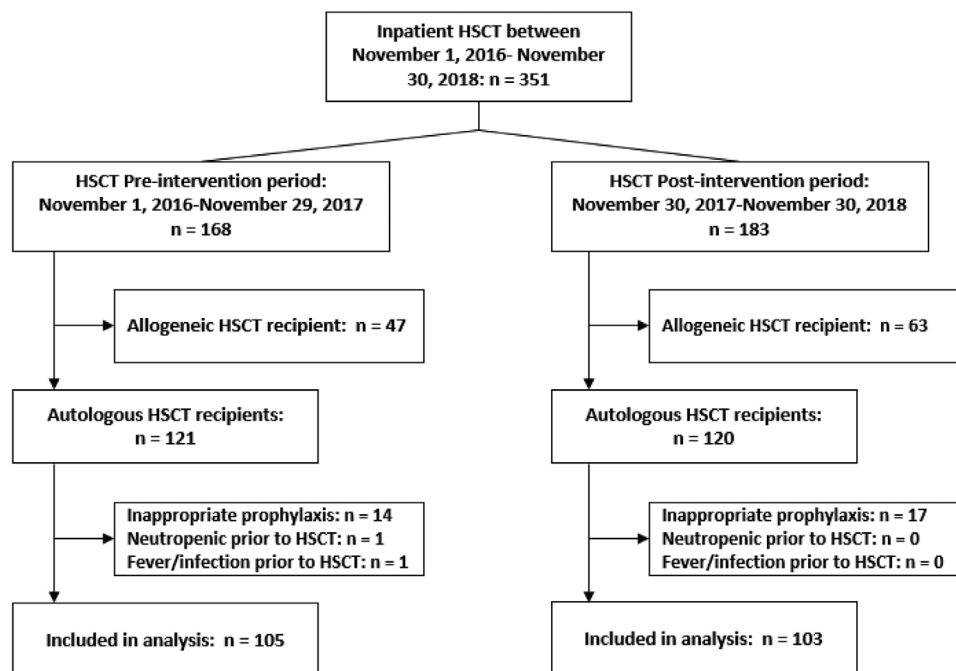 Inpatient HSCT between
November 1, 2016- November
30, 2018: n = 351
HSCT Pre-intervention period:
November 1, 2016-November 29, 2017
n = 168
HSCT Post-intervention period:
November 30, 2017-November 30, 2018
n = 183
Allogeneic HSCT recipient: n = 47
Allogeneic HSCT recipient: n = 63
Autologous HSCT recipients:
n = 121
Autologous HSCT recipients:
n = 120
Inappropriate prophylaxis: n = 14
Neutropenic prior to HSCT: n = 1
Fever/infection prior to HSCT: n = 1
Inappropriate prophylaxis: n = 17
Neutropenic prior to HSCT: n = 0
Fever/infection prior to HSCT: n = 0
Included in analysis: n = 105
Included in analysis: n = 103